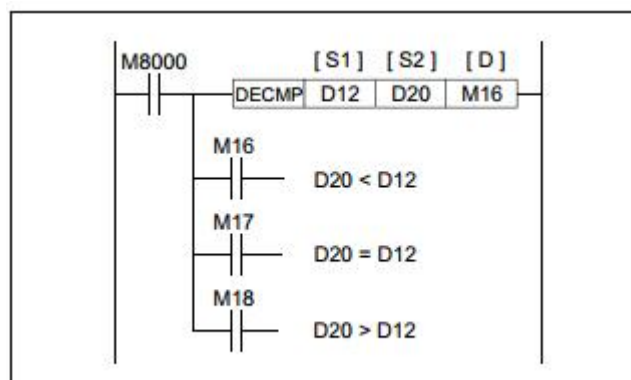 M8000 [ S1 ] [ S2 ] [ D ]
DECMP D12 D20 M16
M16
D20 < D12
M17
D20 = D12
M18
D20 > D12